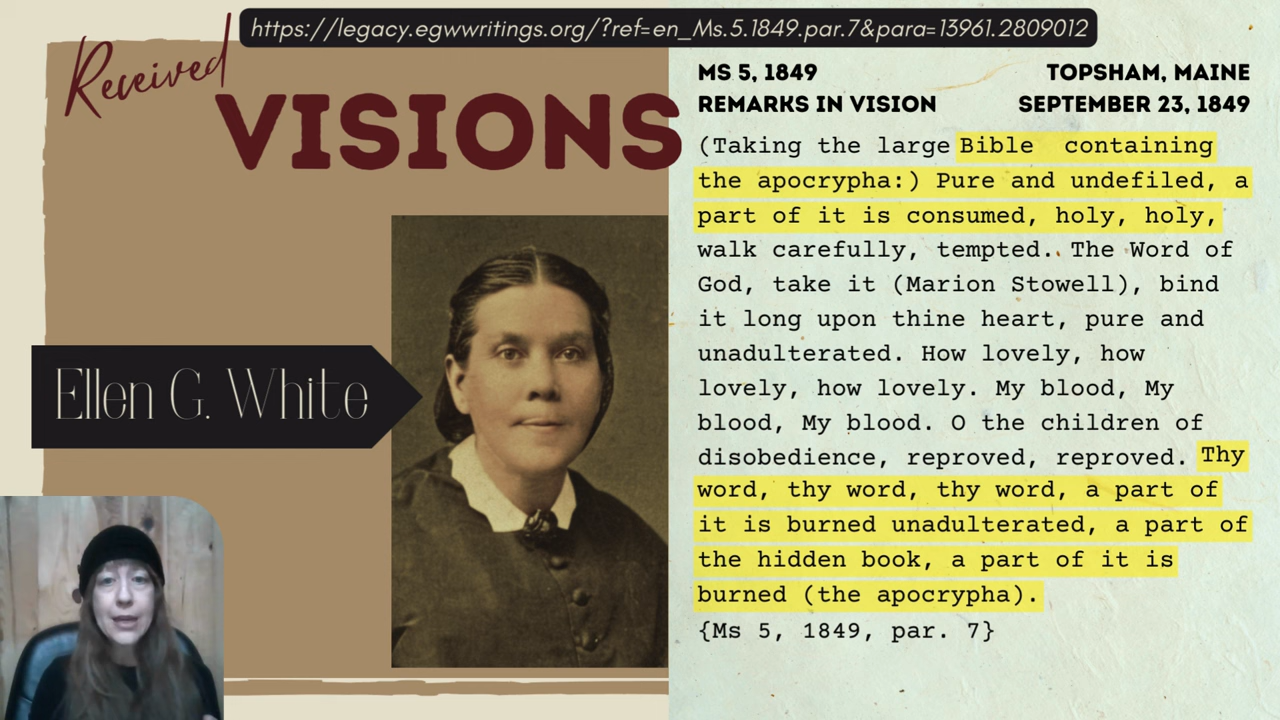 https://legacy.egwwritings.org/?ref=en_Ms.5.1849.par.7&para=13961.2809012
Received
VISIONS
Ellen G. White
MS 5, 1849 TOPSHAM, MAINE
REMARKS IN VISION SEPTEMBER 23, 1849
(Taking the large Bible containing
the apocrypha:) Pure and undefiled, a
part of it is consumed, holy, holy,
walk carefully, tempted. The Word of
God, take it (Marion Stowell), bind
it long upon thine heart, pure and
unadulterated. How lovely, how
lovely, how lovely. My blood, My
blood, My blood. O the children of
disobedience, reproved, reproved. Thy
word, thy word, thy word, a part of
it is burned unadulterated, a part of
the hidden book, a part of it is
burned (the apocrypha).
{Ms 5, 1849, par. 7}